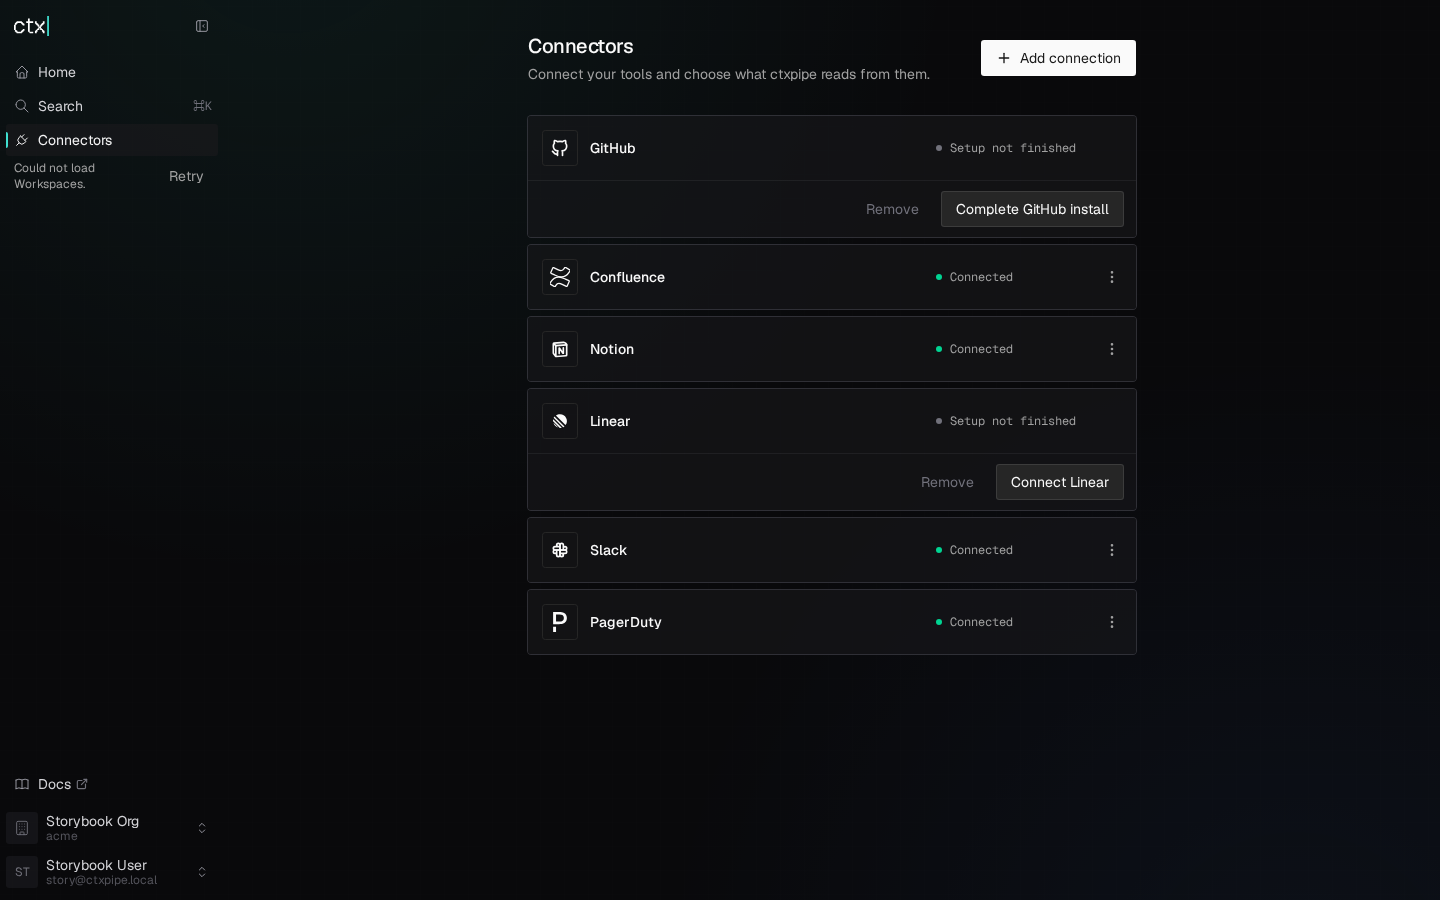 ctx
Home
Search ⌘K
Connectors
Could not load
Workspaces.
Retry
Connectors
Connect your tools and choose what ctxpipe reads from them.
Add connection
GitHub
Setup not finished
Remove
Complete GitHub install
Confluence
Connected
Notion
Connected
Linear
Setup not finished
Remove
Connect Linear
Slack
Connected
PagerDuty
Connected
Docs
Storybook Org
acme
ST
Storybook User
story@ctxpipe.local